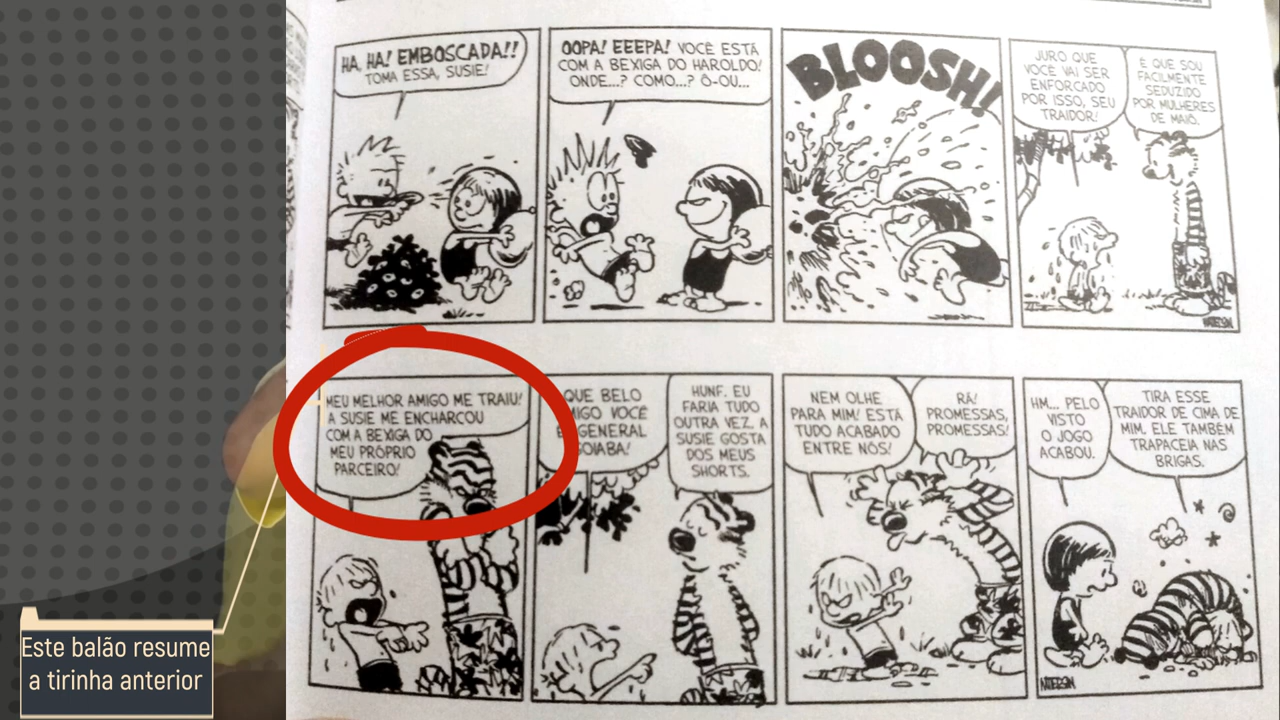 HA, HA! EMBOSCADA!!
TOMA ESSA, SUSIE!
OOPA! EEEPA! VOCÊ ESTÁ
COM A BEXIGA DO HAROLDO!
ONDE...? COMO...? Ô-OU...
BLOOSH!
JURO QUE
VOCÊ VAI SER
ENFORCADO
POR ISSO, SEU
TRAIDOR!
É QUE SOU
FACILMENTE
SEDUZIDO
POR MULHERES
DE MAIÔ.
WATTERSON
MEU MELHOR AMIGO ME TRAIU!
A SUSIE ME ENCHARCOU
COM A BEXIGA DO
MEU PRÓPRIO
PARCEIRO!
QUE BELO
AMIGO VOCÊ
É, GENERAL
GOIABA!
HUNF. EU
FARIA TUDO
OUTRA VEZ. A
SUSIE GOSTA
DOS MEUS
SHORTS.
NEM OLHE
PARA MIM! ESTÁ
TUDO ACABADO
ENTRE NÓS!
RÁ!
PROMESSAS,
PROMESSAS!
HM... PELO
VISTO
O JOGO
ACABOU.
TIRA ESSE
TRAIDOR DE CIMA DE
MIM. ELE TAMBÉM
TRAPACEIA NAS
BRIGAS.
WATTERSON
Este balão resume
a tirinha anterior